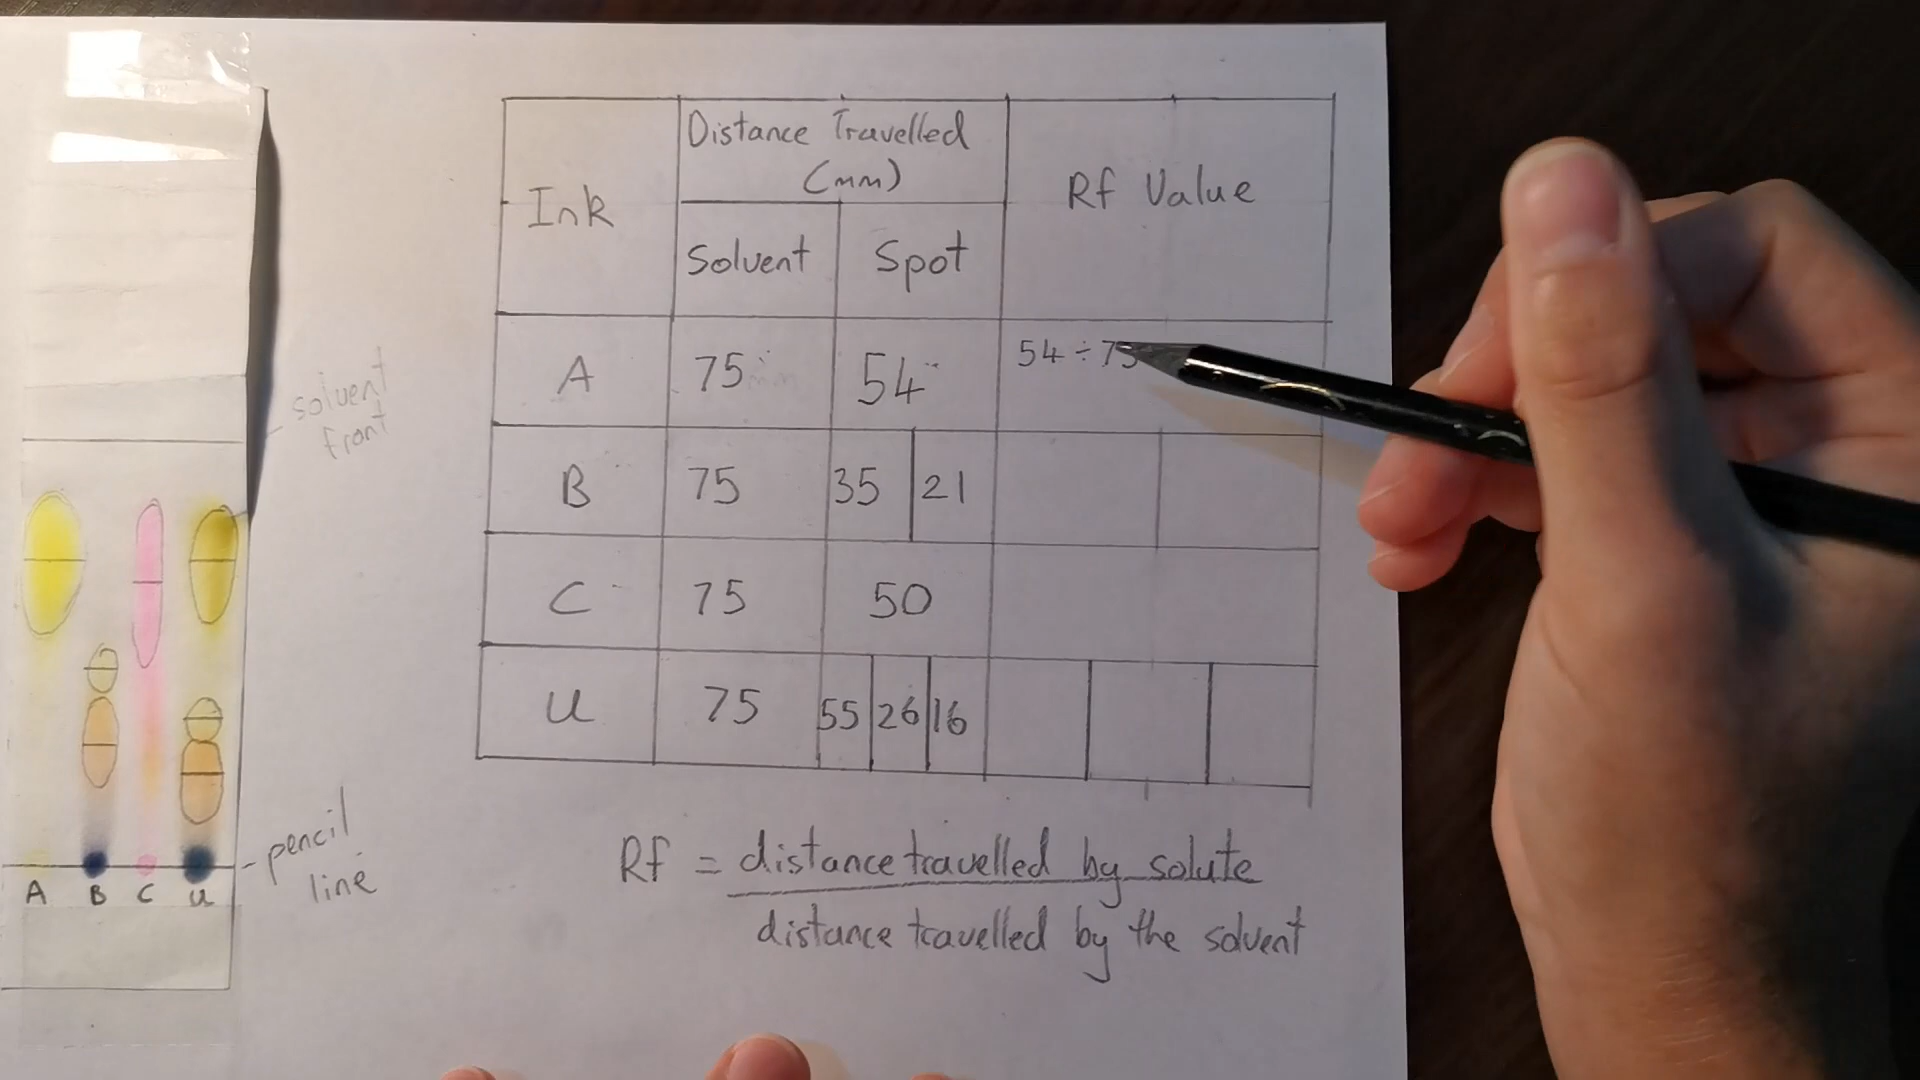 Distance Travelled
(mm)
Ink
Rf Value
Solvent
Spot
A
75
54
54 ÷ 75
B
75
35
21
C
75
50
U
75
55
26
16
solvent
front
pencil
line
A B C U
Rf = distance travelled by solute
distance travelled by the solvent